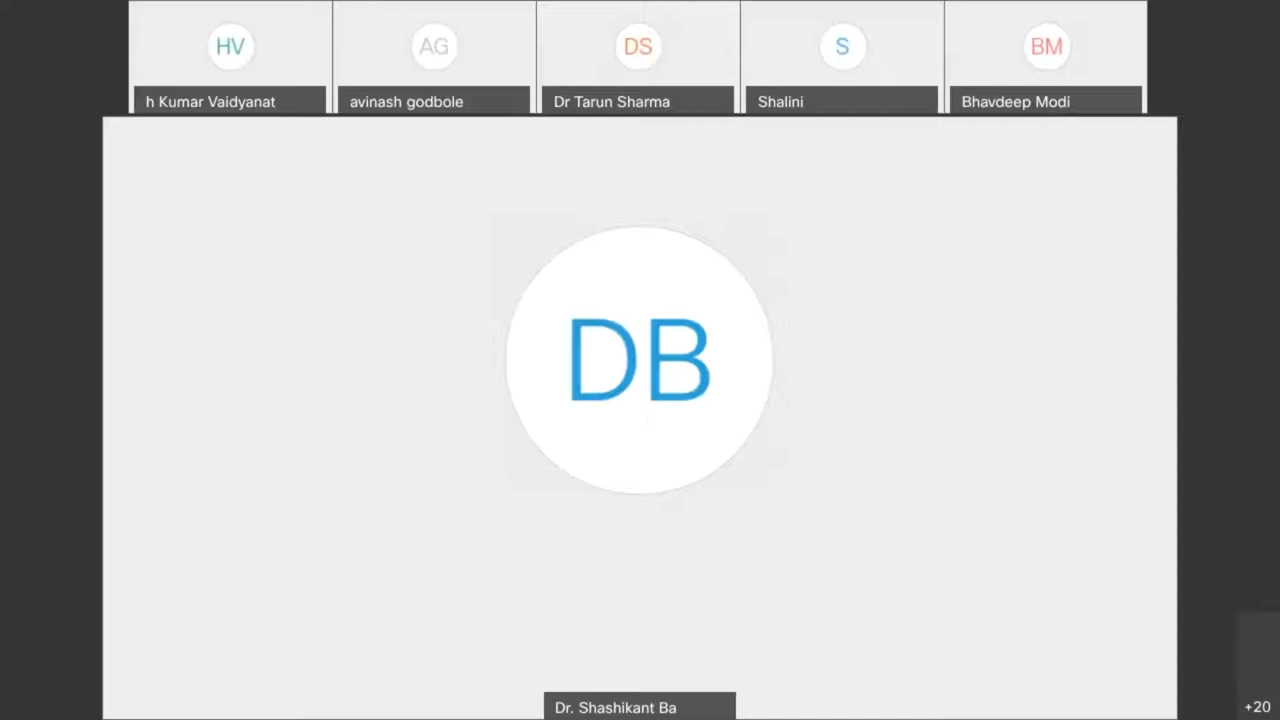 HV
AG
DS
S
BM
h Kumar Vaidyanat
avinash godbole
Dr Tarun Sharma
Shalini
Bhavdeep Modi
DB
Dr. Shashikant Ba
+20